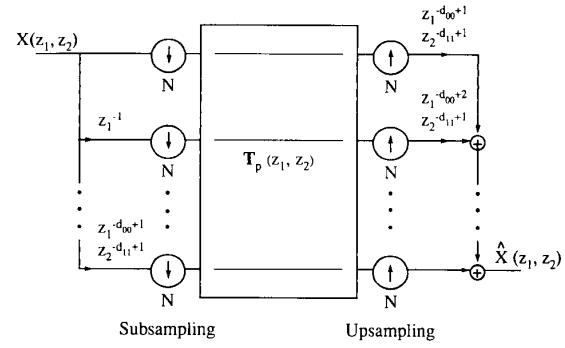 X(z₁, z₂)
N
z₁⁻ᵈ⁰⁰⁺¹
z₂⁻ᵈ¹¹⁺¹
N
z₁⁻¹
N
T_p (z₁, z₂)
z₁⁻ᵈ⁰⁰⁺²
z₂⁻ᵈ¹¹⁺¹
N
z₁⁻ᵈ⁰⁰⁺¹
z₂⁻ᵈ¹¹⁺¹
N
N
X̂ (z₁, z₂)
Subsampling
Upsampling